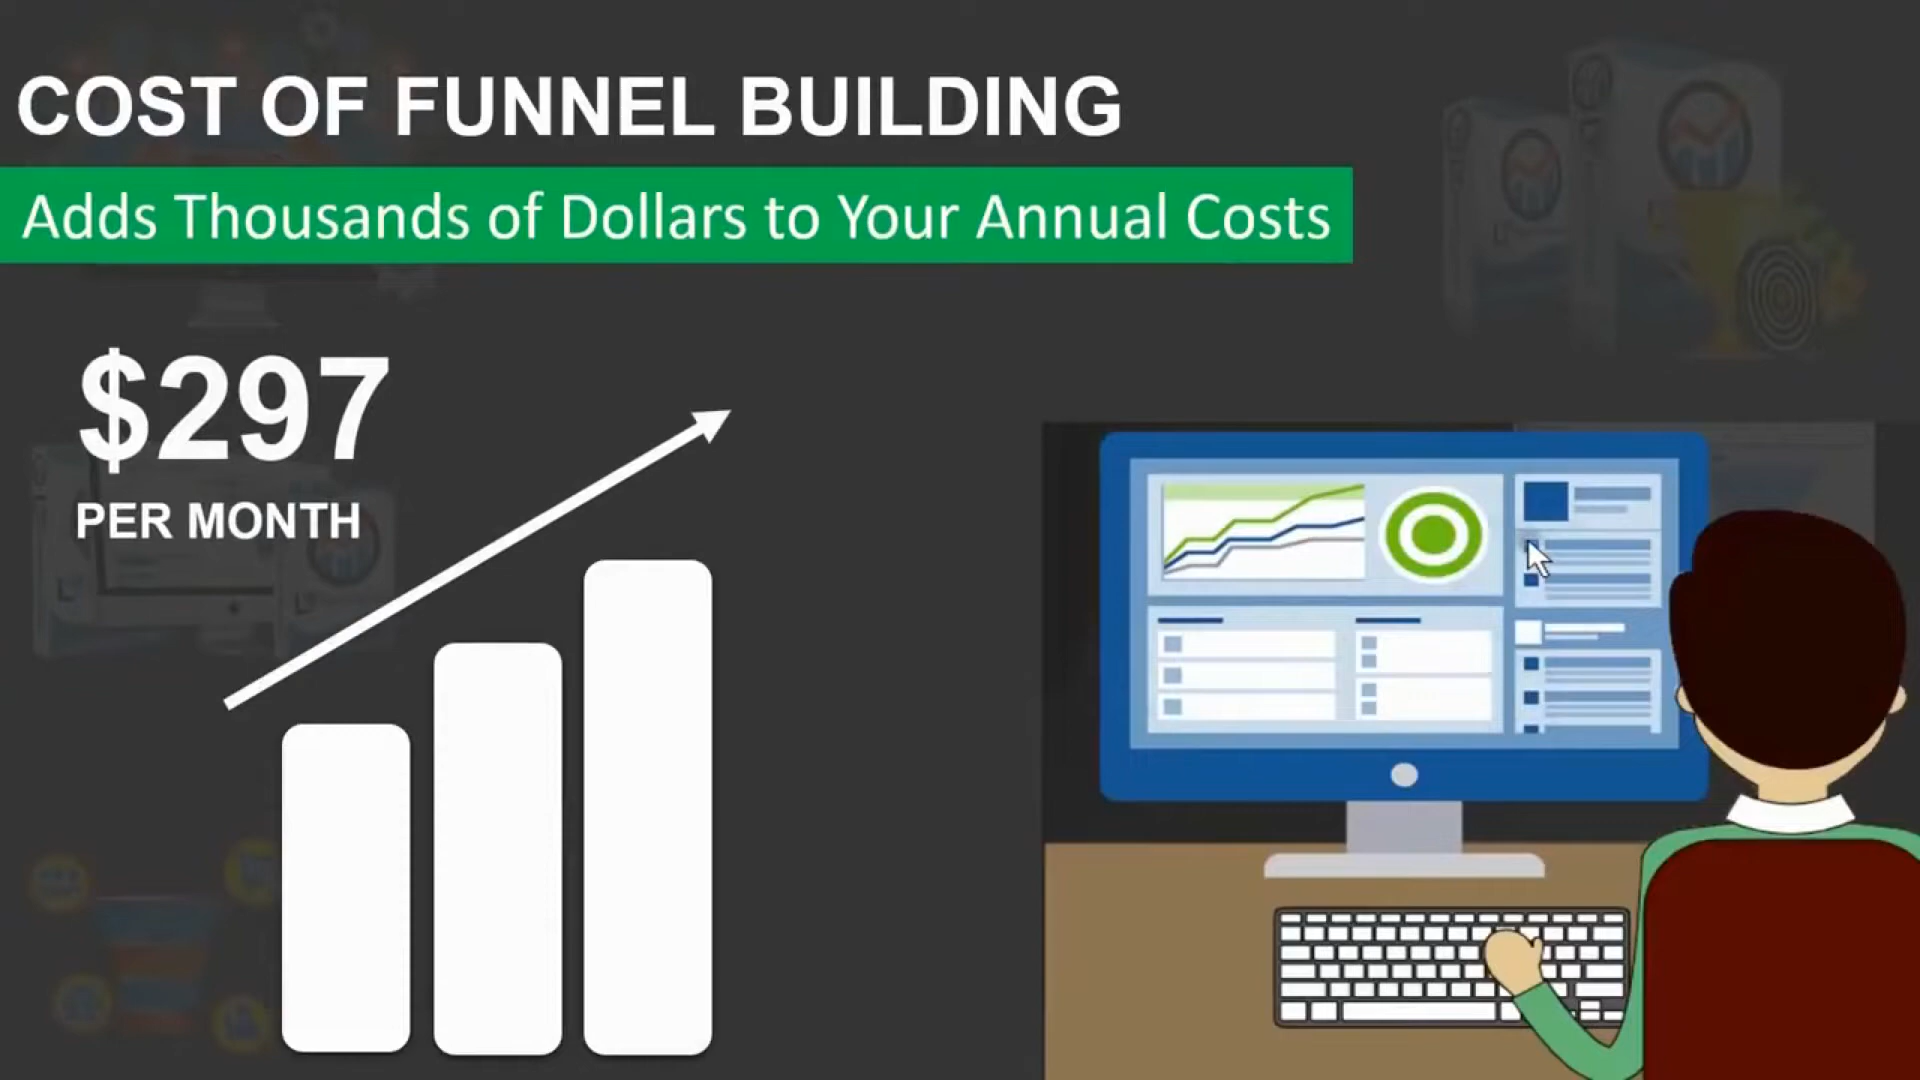 COST OF FUNNEL BUILDING
Adds Thousands of Dollars to Your Annual Costs
$297
PER MONTH